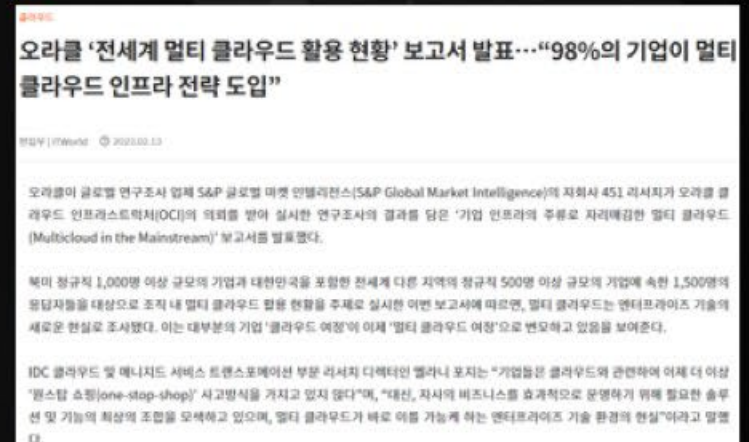 클라우드
오라클 ‘전세계 멀티 클라우드 활용 현황’ 보고서 발표…“98%의 기업이 멀티
클라우드 인프라 전략 도입”
편집부 | ITWorld 2023.02.13
오라클이 글로벌 연구조사 업체 S&P 글로벌 마켓 인텔리전스(S&P Global Market Intelligence)의 자회사 451 리서치가 오라클 클
라우드 인프라스트럭처(OCI)의 의뢰를 받아 실시한 연구조사의 결과를 담은 ‘기업 인프라의 주류로 자리매김한 멀티 클라우드
(Multicloud in the Mainstream)’ 보고서를 발표했다.
북미 정규직 1,000명 이상 규모의 기업과 대한민국을 포함한 전세계 다른 지역의 정규직 500명 이상 규모의 기업에 속한 1,500명의
응답자들을 대상으로 조직 내 멀티 클라우드 활용 현황을 주제로 실시한 이번 보고서에 따르면, 멀티 클라우드는 엔터프라이즈 기술의
새로운 현실로 조사됐다. 이는 대부분의 기업 ‘클라우드 여정’이 이제 ‘멀티 클라우드 여정’으로 변모하고 있음을 보여준다.
IDC 클라우드 및 매니지드 서비스 트랜스포메이션 부문 리서치 디렉터인 멜라니 포지는 “기업들은 클라우드와 관련하여 이제 더 이상
‘원스탑 쇼핑(one-stop-shop)’ 사고방식을 가지고 있지 않다”며, “대신, 자사의 비즈니스를 효과적으로 운영하기 위해 필요한 솔루
션 및 기능의 최상의 조합을 모색하고 있으며, 멀티 클라우드가 바로 이를 가능케 하는 엔터프라이즈 기술 환경의 현실”이라고 말했
다.